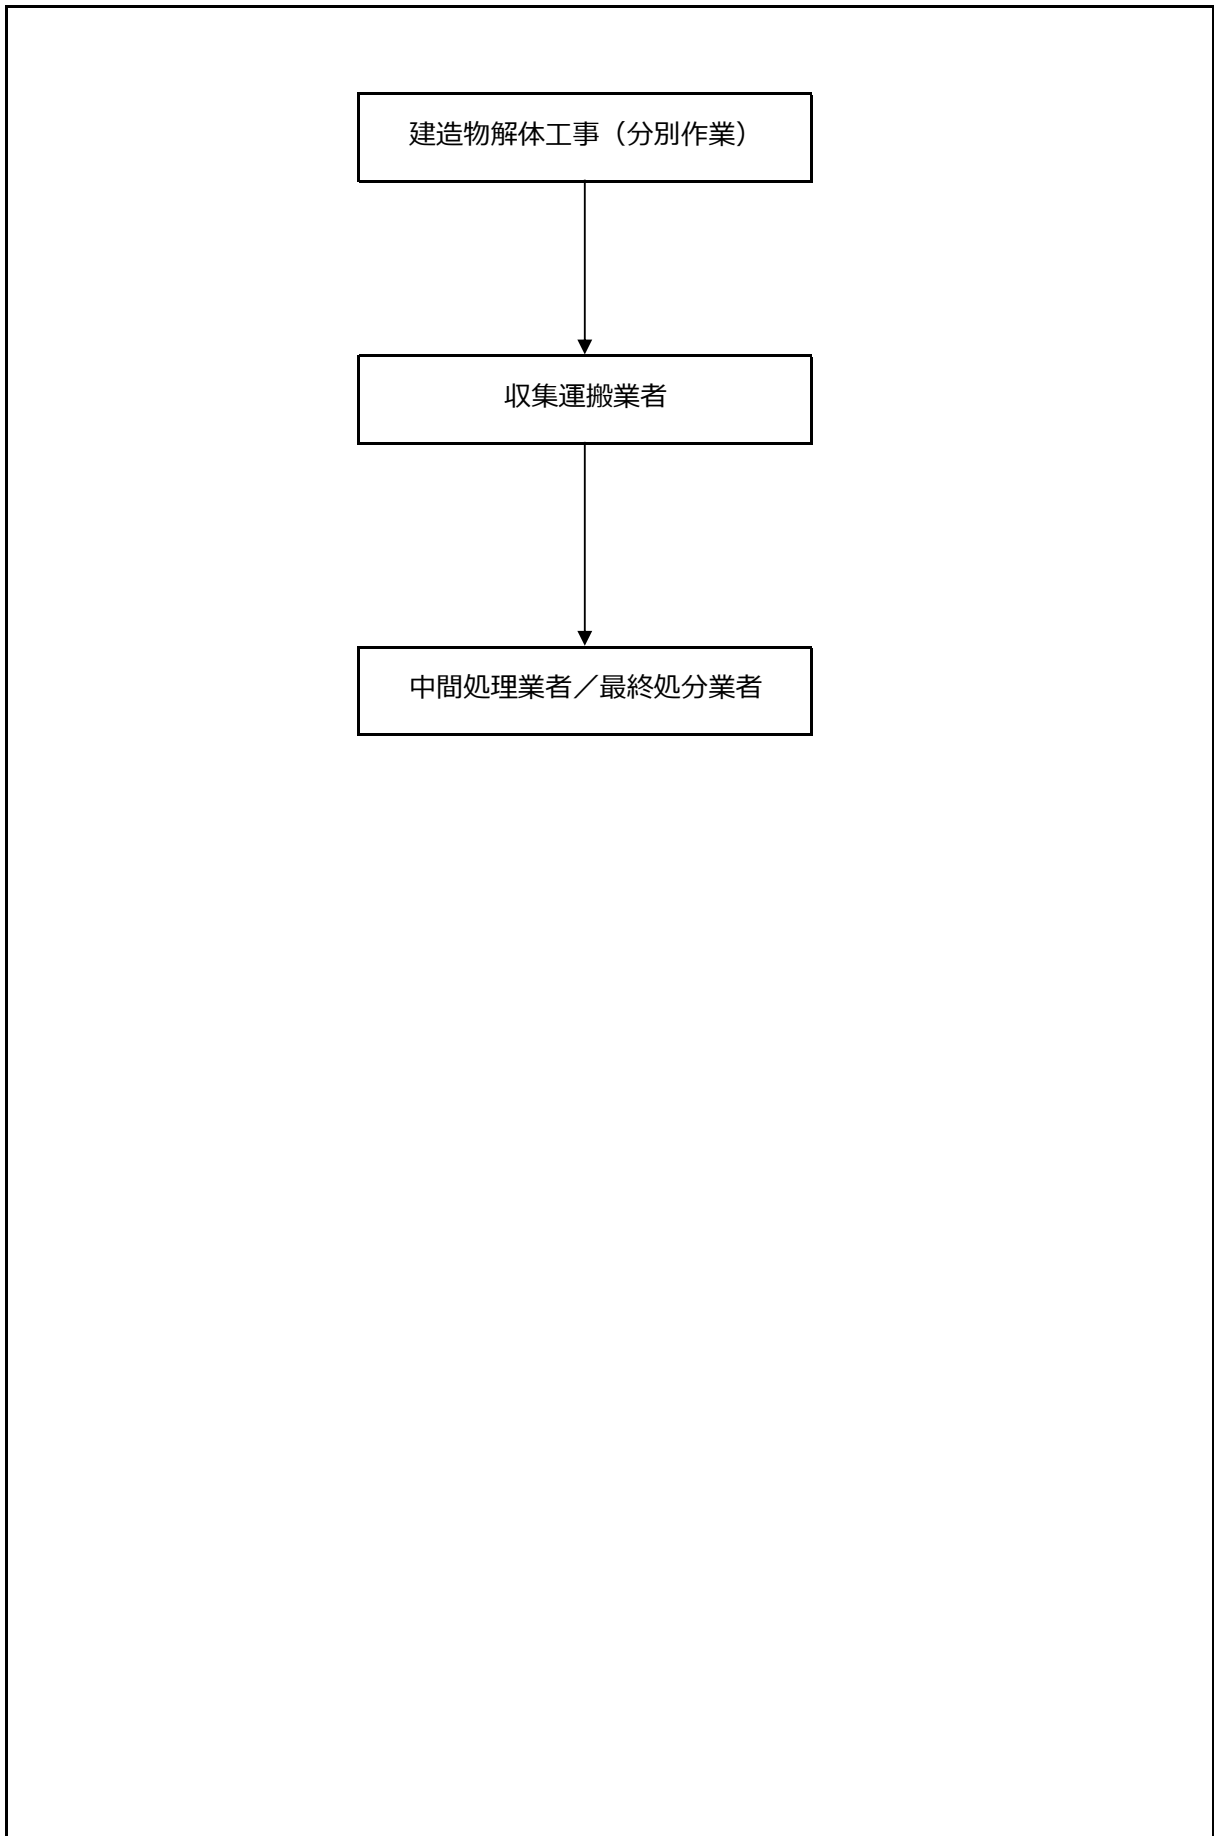 建造物解体工事（分別作業）
収集運搬業者
中間処理業者／最終処分業者